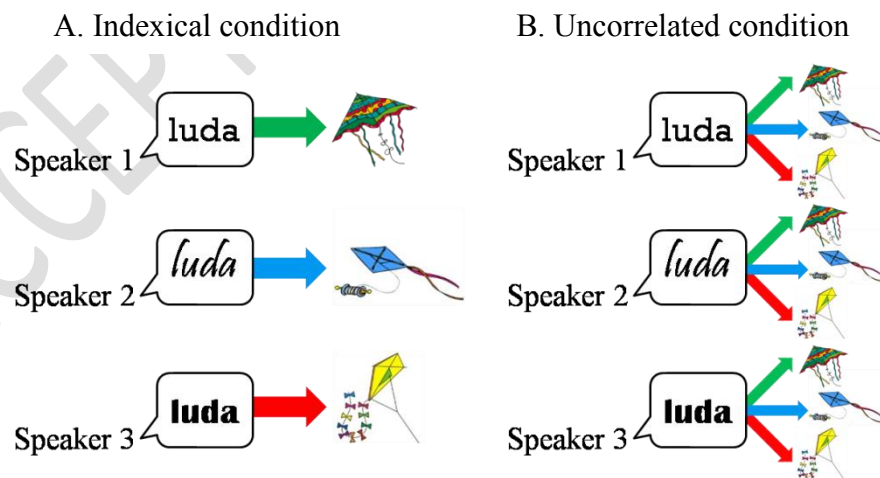 A. Indexical condition
luda
Speaker 1
luda
Speaker 2
luda
Speaker 3
B. Uncorrelated condition
luda
Speaker 1
luda
Speaker 2
luda
Speaker 3